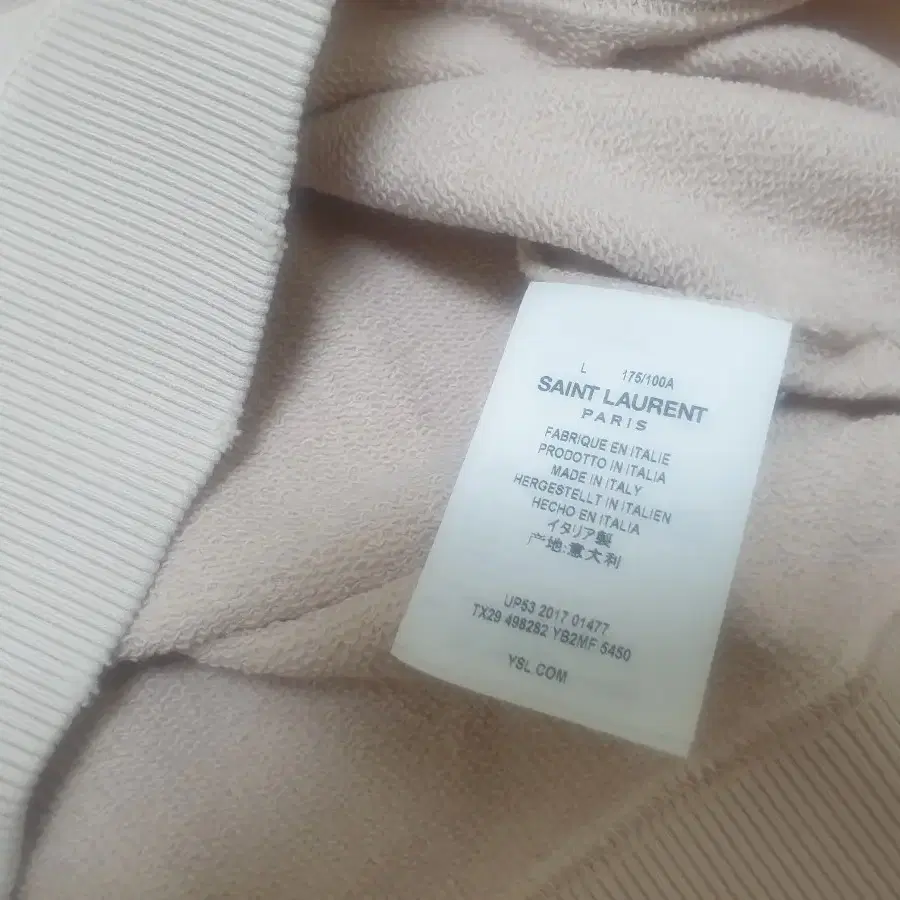 L 175/100A
SAINT LAURENT
PARIS
FABRIQUE EN ITALIE
PRODOTTO IN ITALIA
MADE IN ITALY
HERGESTELLT IN ITALIEN
HECHO EN ITALIA
イタリア製
产地:意大利
UP53 2017 01477
TX29 498282 YB2MF 5450
YSL.COM